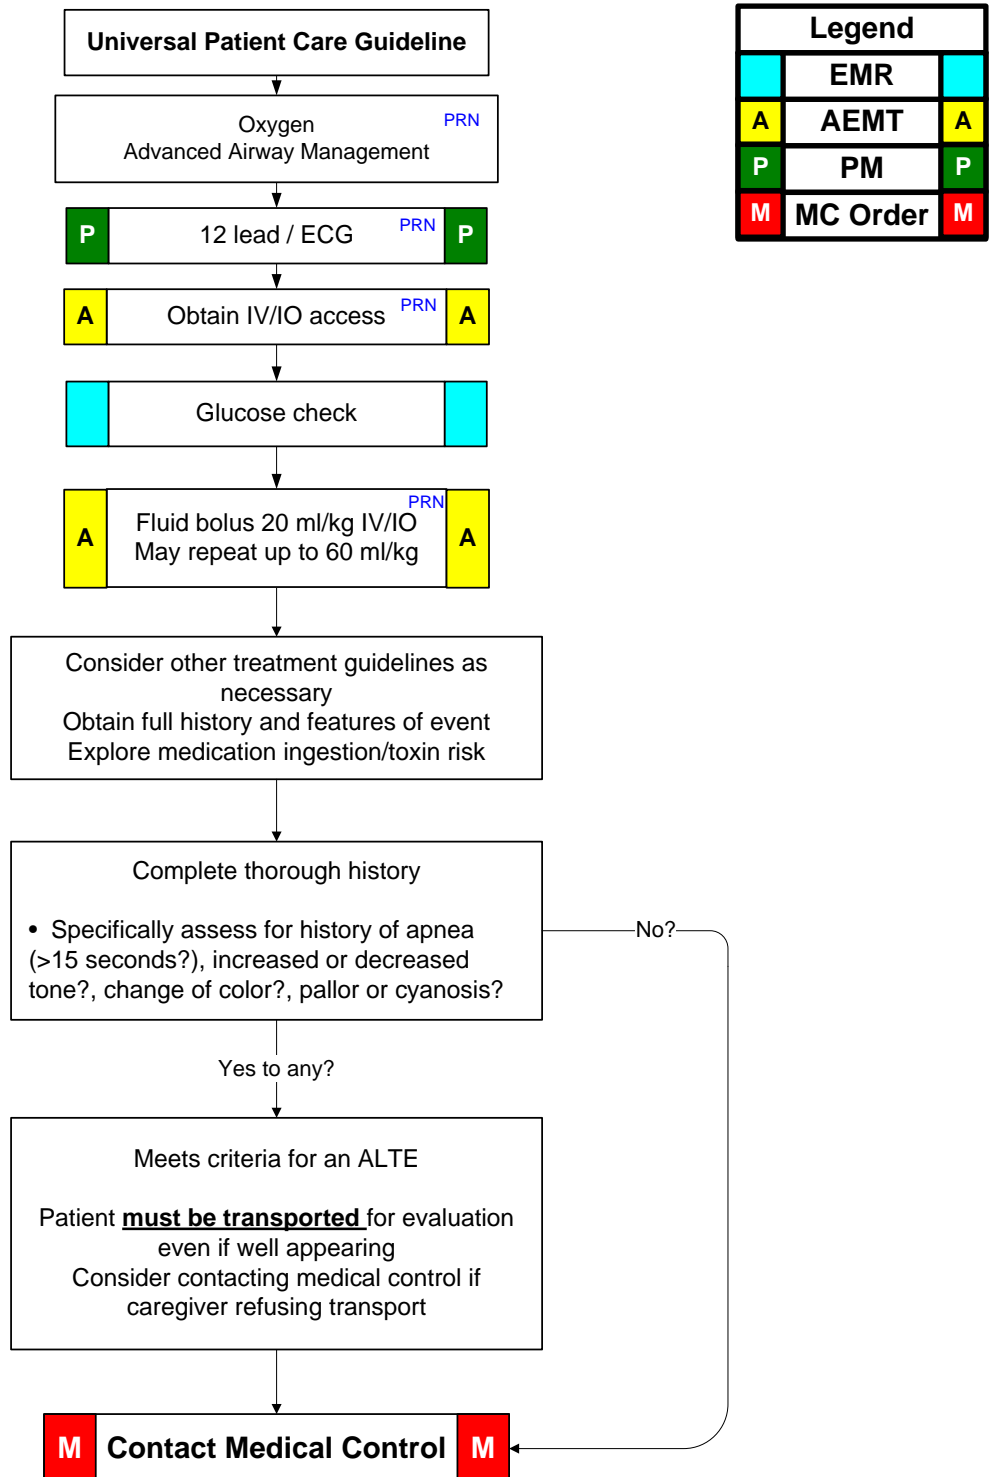 Universal Patient Care Guideline
Oxygen PRN
Advanced Airway Management
P 12 lead / ECG PRN P
A Obtain IV/IO access PRN A
Glucose check
PRN
A Fluid bolus 20 ml/kg IV/IO A
May repeat up to 60 ml/kg
Consider other treatment guidelines as
necessary
Obtain full history and features of event
Explore medication ingestion/toxin risk
Complete thorough history
• Specifically assess for history of apnea
(>15 seconds?), increased or decreased
tone?, change of color?, pallor or cyanosis?
No?
Yes to any?
Meets criteria for an ALTE
Patient must be transported for evaluation
even if well appearing
Consider contacting medical control if
caregiver refusing transport
M Contact Medical Control M
Legend
EMR
A AEMT A
P PM P
M MC Order M